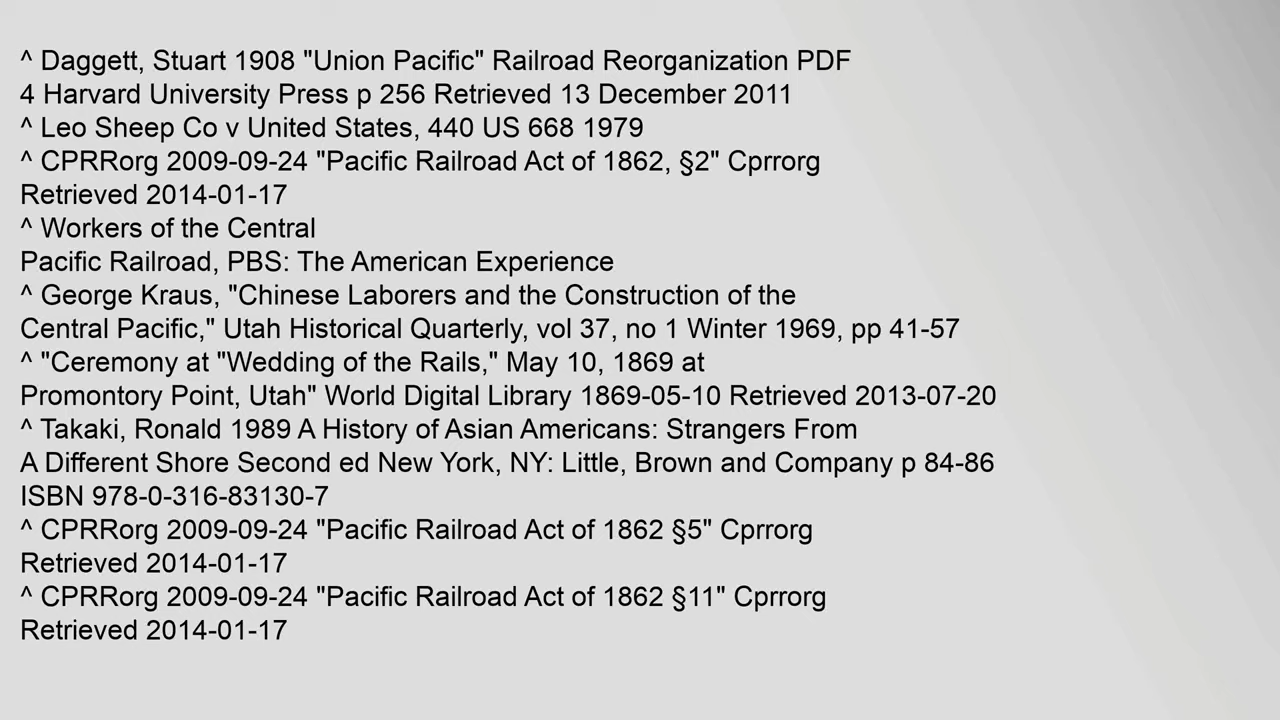 ^ Daggett, Stuart 1908 "Union Pacific" Railroad Reorganization PDF
4 Harvard University Press p 256 Retrieved 13 December 2011
^ Leo Sheep Co v United States, 440 US 668 1979
^ CPRRorg 2009-09-24 "Pacific Railroad Act of 1862, §2" Cprrorg
Retrieved 2014-01-17
^ Workers of the Central
Pacific Railroad, PBS: The American Experience
^ George Kraus, "Chinese Laborers and the Construction of the
Central Pacific," Utah Historical Quarterly, vol 37, no 1 Winter 1969, pp 41-57
^ "Ceremony at "Wedding of the Rails," May 10, 1869 at
Promontory Point, Utah" World Digital Library 1869-05-10 Retrieved 2013-07-20
^ Takaki, Ronald 1989 A History of Asian Americans: Strangers From
A Different Shore Second ed New York, NY: Little, Brown and Company p 84-86
ISBN 978-0-316-83130-7
^ CPRRorg 2009-09-24 "Pacific Railroad Act of 1862 §5" Cprrorg
Retrieved 2014-01-17
^ CPRRorg 2009-09-24 "Pacific Railroad Act of 1862 §11" Cprrorg
Retrieved 2014-01-17